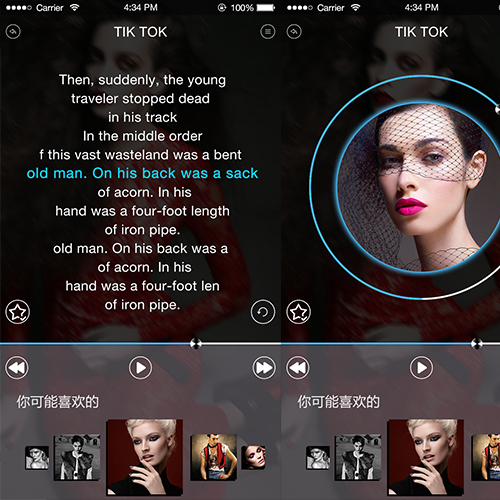 Carrier 4:34 PM 100%
TIK TOK
Then, suddenly, the young
traveler stopped dead
in his track
In the middle order
f this vast wasteland was a bent
old man. On his back was a sack
of acorn. In his
hand was a four-foot length
of iron pipe.
old man. On his back was a
of acorn. In his
hand was a four-foot len
of iron pipe.
你可能喜欢的
Carrier 4:34 PM
TIK TOK
你可能喜欢的